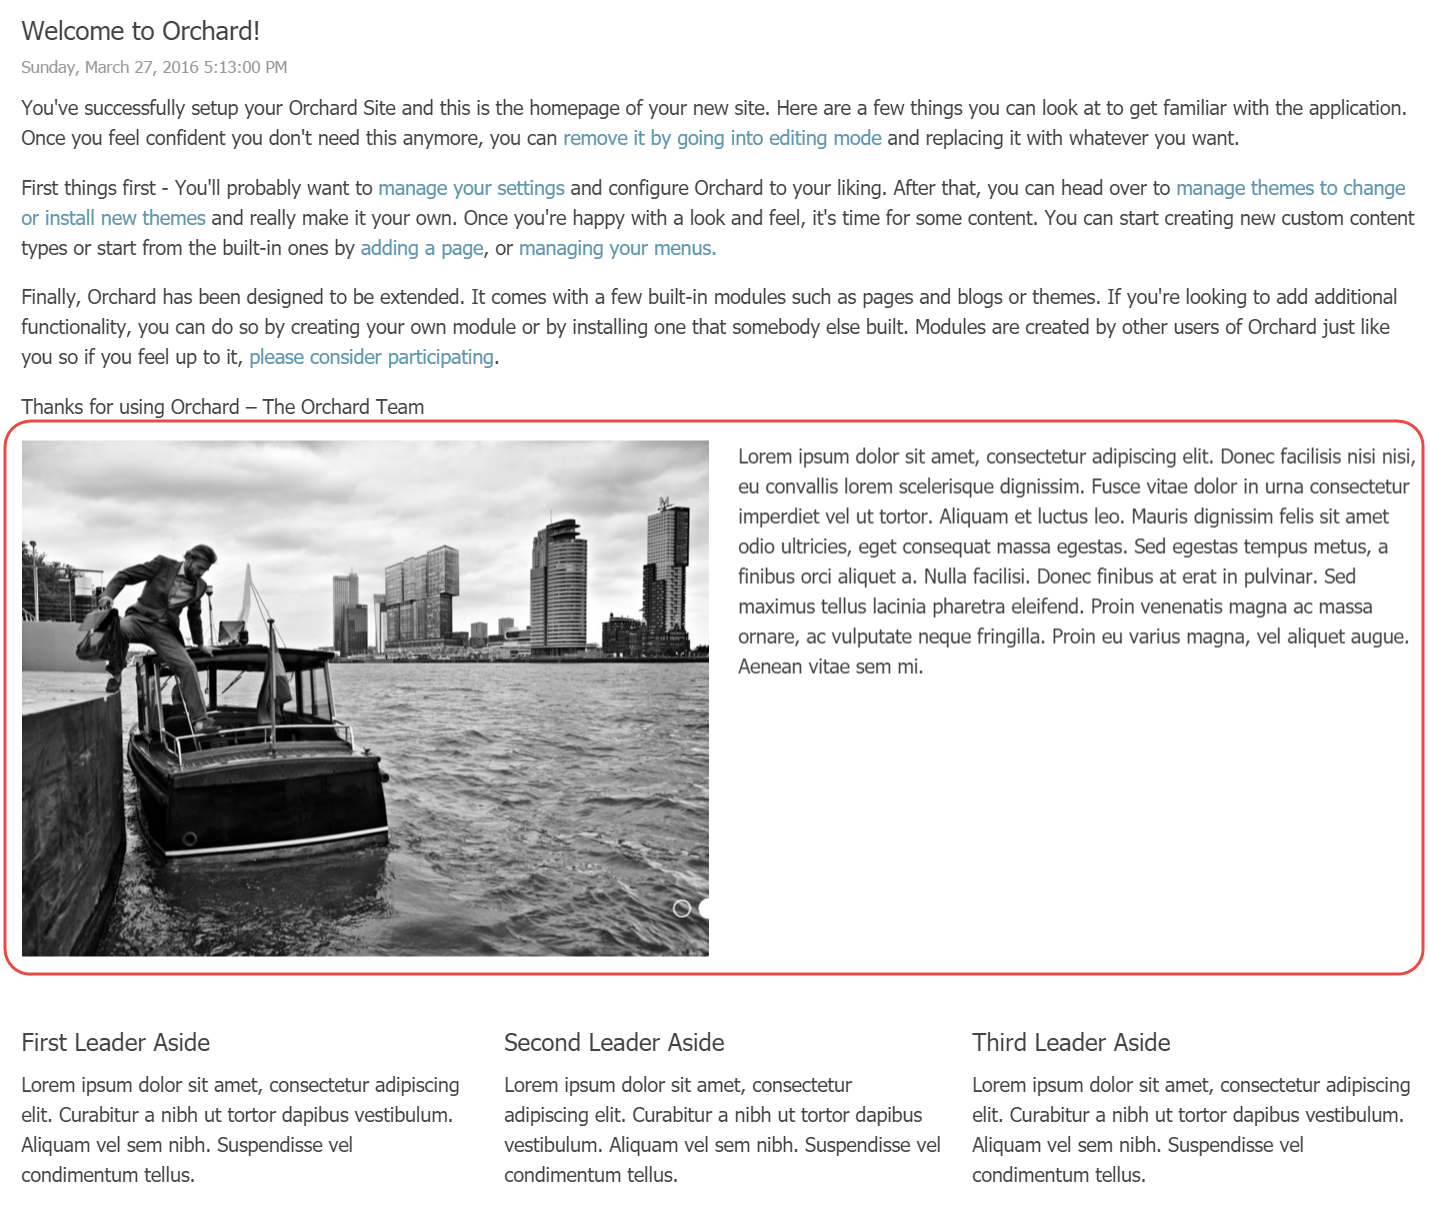 Welcome to Orchard!
Sunday, March 27, 2016 5:13:00 PM
You've successfully setup your Orchard Site and this is the homepage of your new site. Here are a few things you can look at to get familiar with the application.
Once you feel confident you don't need this anymore, you can remove it by going into editing mode and replacing it with whatever you want.
First things first - You'll probably want to manage your settings and configure Orchard to your liking. After that, you can head over to manage themes to change
or install new themes and really make it your own. Once you're happy with a look and feel, it's time for some content. You can start creating new custom content
types or start from the built-in ones by adding a page, or managing your menus.
Finally, Orchard has been designed to be extended. It comes with a few built-in modules such as pages and blogs or themes. If you're looking to add additional
functionality, you can do so by creating your own module or by installing one that somebody else built. Modules are created by other users of Orchard just like
you so if you feel up to it, please consider participating.
Thanks for using Orchard – The Orchard Team
Lorem ipsum dolor sit amet, consectetur adipiscing elit. Donec facilisis nisi nisi,
eu convallis lorem scelerisque dignissim. Fusce vitae dolor in urna consectetur
imperdiet vel ut tortor. Aliquam et luctus leo. Mauris dignissim felis sit amet
odio ultricies, eget consequat massa egestas. Sed egestas tempus metus, a
finibus orci aliquet a. Nulla facilisi. Donec finibus at erat in pulvinar. Sed
maximus tellus lacinia pharetra eleifend. Proin venenatis magna ac massa
ornare, ac vulputate neque fringilla. Proin eu varius magna, vel aliquet augue.
Aenean vitae sem mi.
First Leader Aside
Lorem ipsum dolor sit amet, consectetur adipiscing
elit. Curabitur a nibh ut tortor dapibus vestibulum.
Aliquam vel sem nibh. Suspendisse vel
condimentum tellus.
Second Leader Aside
Lorem ipsum dolor sit amet, consectetur
adipiscing elit. Curabitur a nibh ut tortor dapibus
vestibulum. Aliquam vel sem nibh. Suspendisse vel
condimentum tellus.
Third Leader Aside
Lorem ipsum dolor sit amet, consectetur adipiscing
elit. Curabitur a nibh ut tortor dapibus vestibulum.
Aliquam vel sem nibh. Suspendisse vel
condimentum tellus.